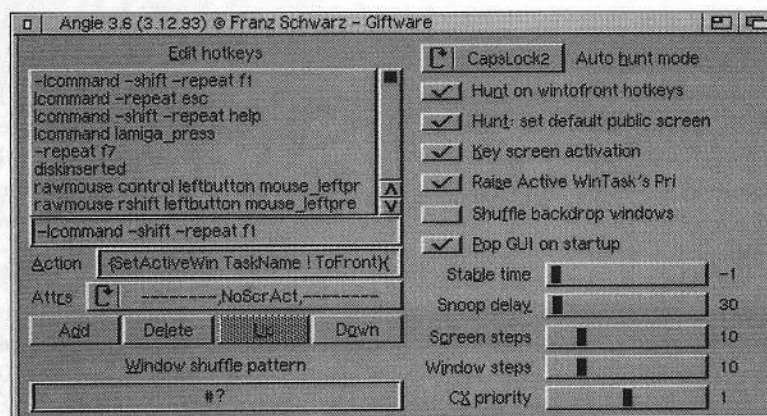 Angie 3.6 (3.12.93) © Franz Schwarz - Giftware
Edit hotkeys
-lcommand -shift -repeat f1
lcommand -repeat esc
lcommand -shift -repeat help
lcommand lamiga_press
-repeat f7
diskinserted
rawmouse control leftbutton mouse_leftpr
rawmouse rshift leftbutton mouse_leftpre
-lcommand -shift -repeat f1
Action {SetActiveWin TaskName ! ToFront}{
Attrs --------,NoScrAct,--------
Add Delete Up Down
Window shuffle pattern
#?
CapsLock2 Auto hunt mode
Hunt on wintofront hotkeys
Hunt: set default public screen
Key screen activation
Raise Active WinTask's Pri
Shuffle backdrop windows
Pop GUI on startup
Stable time -1
Snoop delay 30
Screen steps 10
Window steps 10
CX priority 1